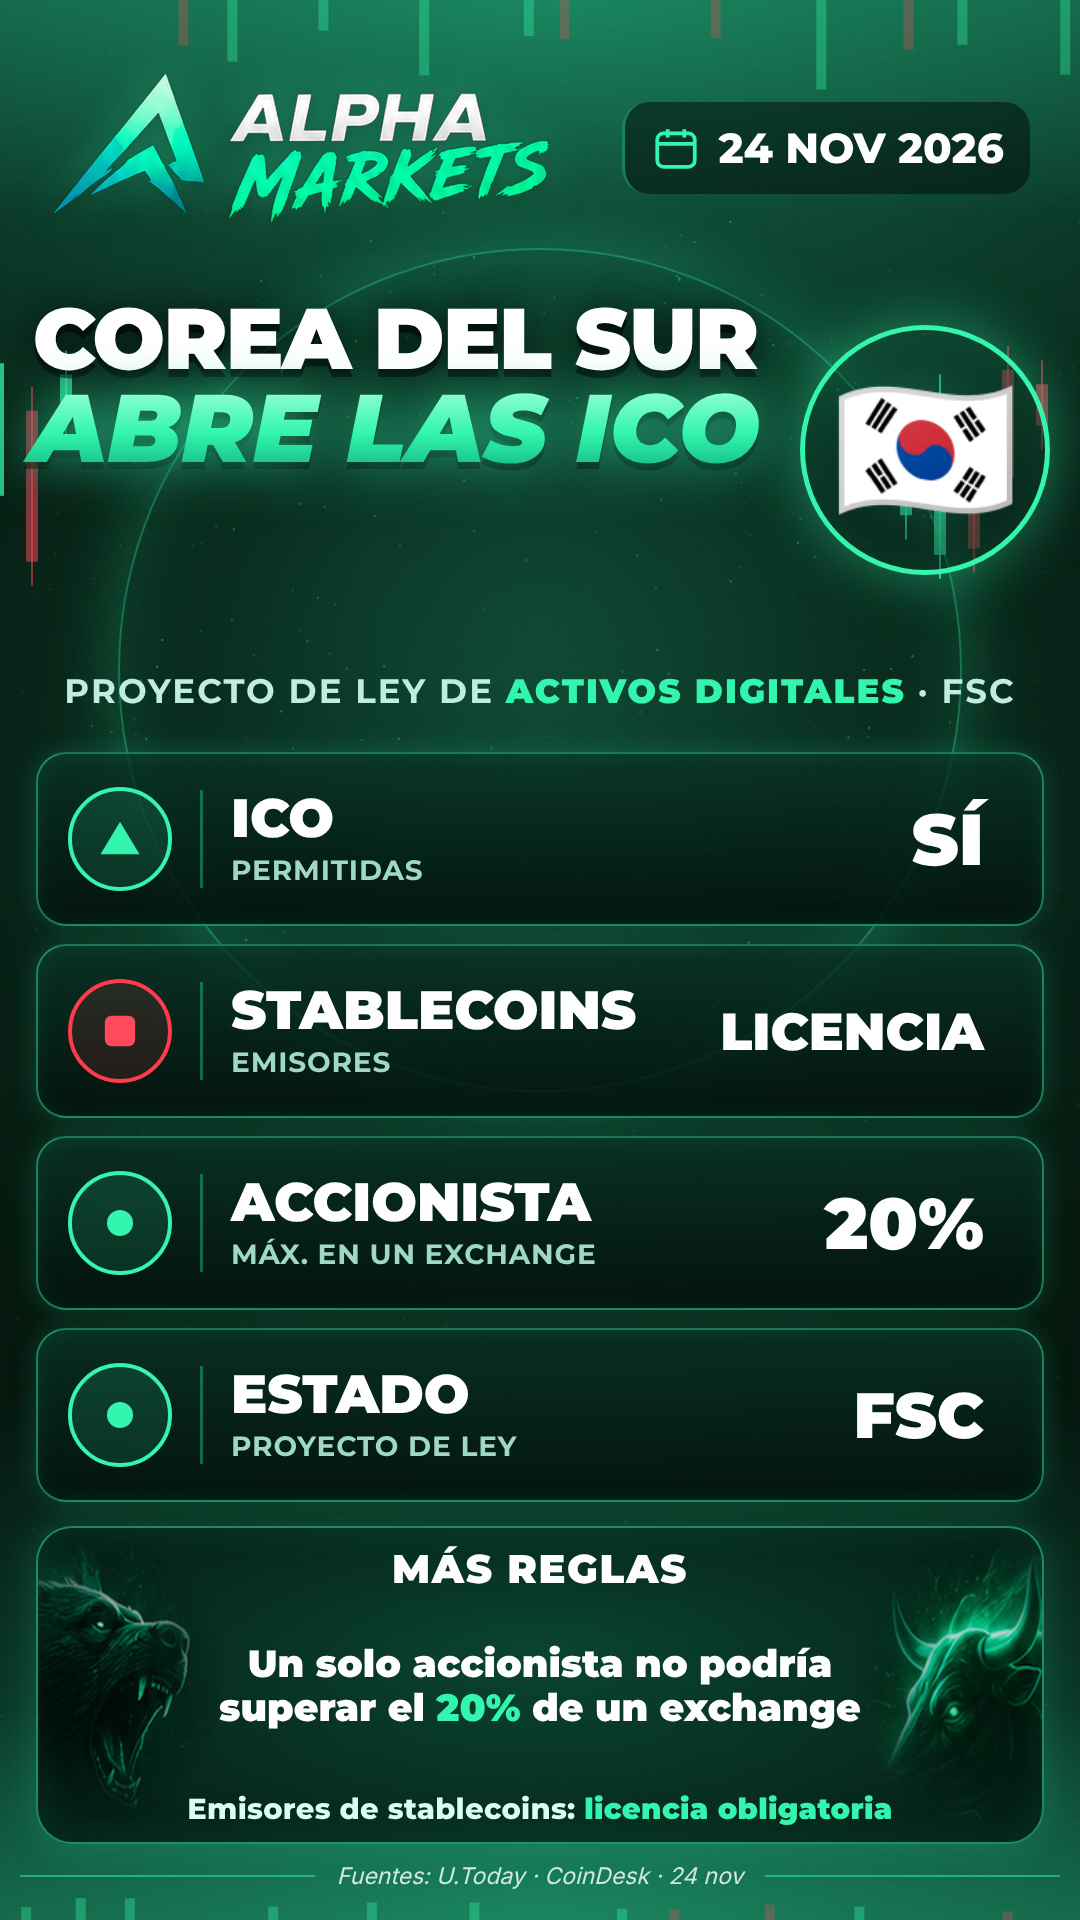 ALPHA
MARKETS
24 NOV 2026
COREA DEL SUR
ABRE LAS ICO
PROYECTO DE LEY DE ACTIVOS DIGITALES · FSC
ICO
PERMITIDAS
SÍ
STABLECOINS
EMISORES
LICENCIA
ACCIONISTA
MÁX. EN UN EXCHANGE
20%
ESTADO
PROYECTO DE LEY
FSC
MÁS REGLAS
Un solo accionista no podría
superar el 20% de un exchange
Emisores de stablecoins: licencia obligatoria
Fuentes: U.Today · CoinDesk · 24 nov